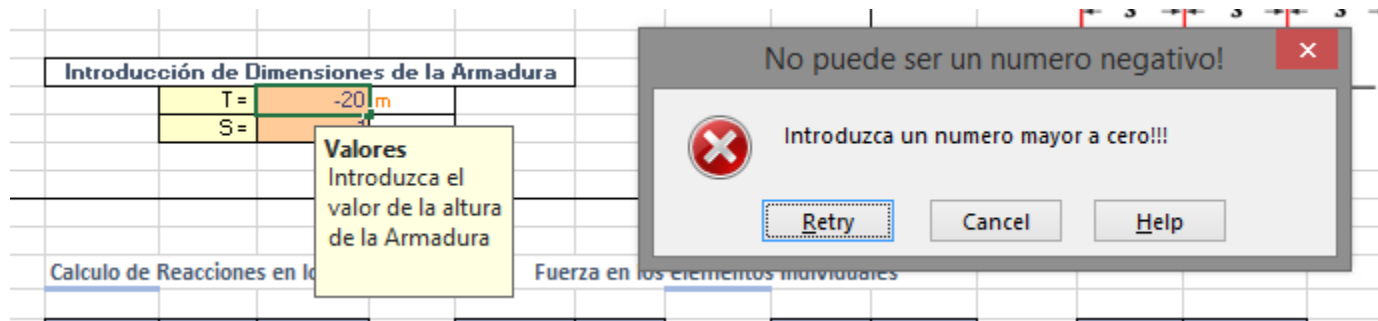 s s s
Introducción de Dimensiones de la Armadura
T= -20 m
S=
Valores
Introduzca el
valor de la altura
de la Armadura
No puede ser un numero negativo!
Introduzca un numero mayor a cero!!!
Retry Cancel Help
Calculo de Reacciones en Fuerza en los elementos individuales